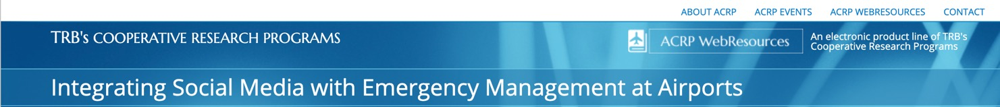 ABOUT ACRP ACRP EVENTS ACRP WEBRESOURCES CONTACT
TRB's COOPERATIVE RESEARCH PROGRAMS
ACRP WebResources
An electronic product line of TRB's
Cooperative Research Programs
Integrating Social Media with Emergency Management at Airports